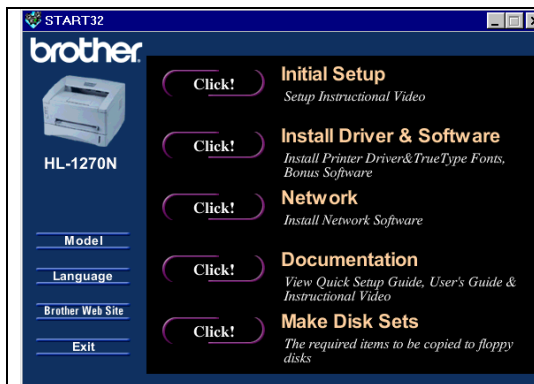 START32
brother
HL-1270N
Model
Language
Brother Web Site
Exit
Click!
Initial Setup
Setup Instructional Video
Click!
Install Driver & Software
Install Printer Driver&TrueType Fonts,
Bonus Software
Click!
Network
Install Network Software
Click!
Documentation
View Quick Setup Guide, User's Guide &
Instructional Video
Click!
Make Disk Sets
The required items to be copied to floppy
disks